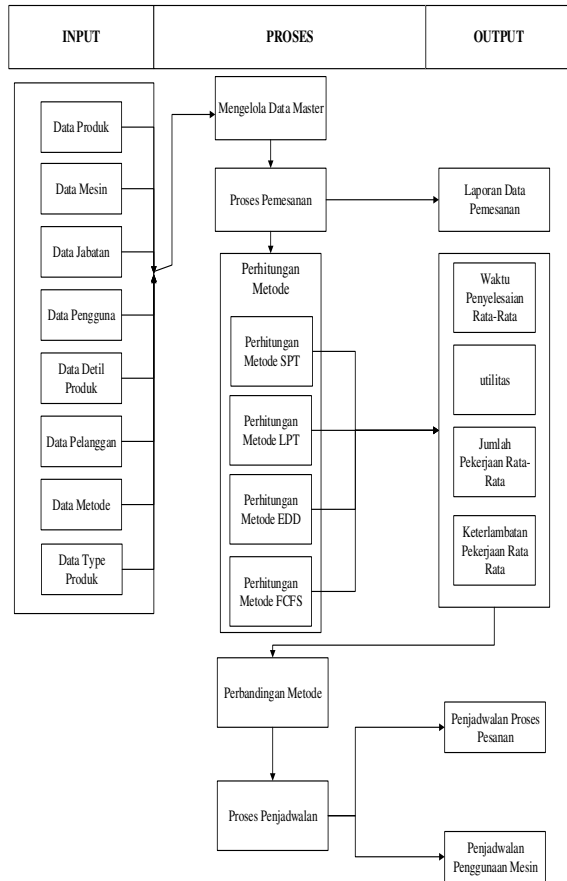 INPUT
PROSES
OUTPUT
Data Produk
Data Mesin
Data Jabatan
Data Pengguna
Data Detil
Produk
Data Pelanggan
Data Metode
Data Type
Produk
Mengelola Data Master
Proses Pemesanan
Laporan Data
Pemesanan
Perhitungan
Metode
Perhitungan
Metode SPT
Perhitungan
Metode LPT
Perhitungan
Metode EDD
Perhitungan
Metode FCFS
Waktu
Penyelesaian
Rata-Rata
utilitas
Jumlah
Pekerjaan Rata-
Rata
Keterlambatan
Pekerjaan Rata
Rata
Perbandingan Metode
Proses Penjadwalan
Penjadwalan Proses
Pesanan
Penjadwalan
Penggunaan Mesin